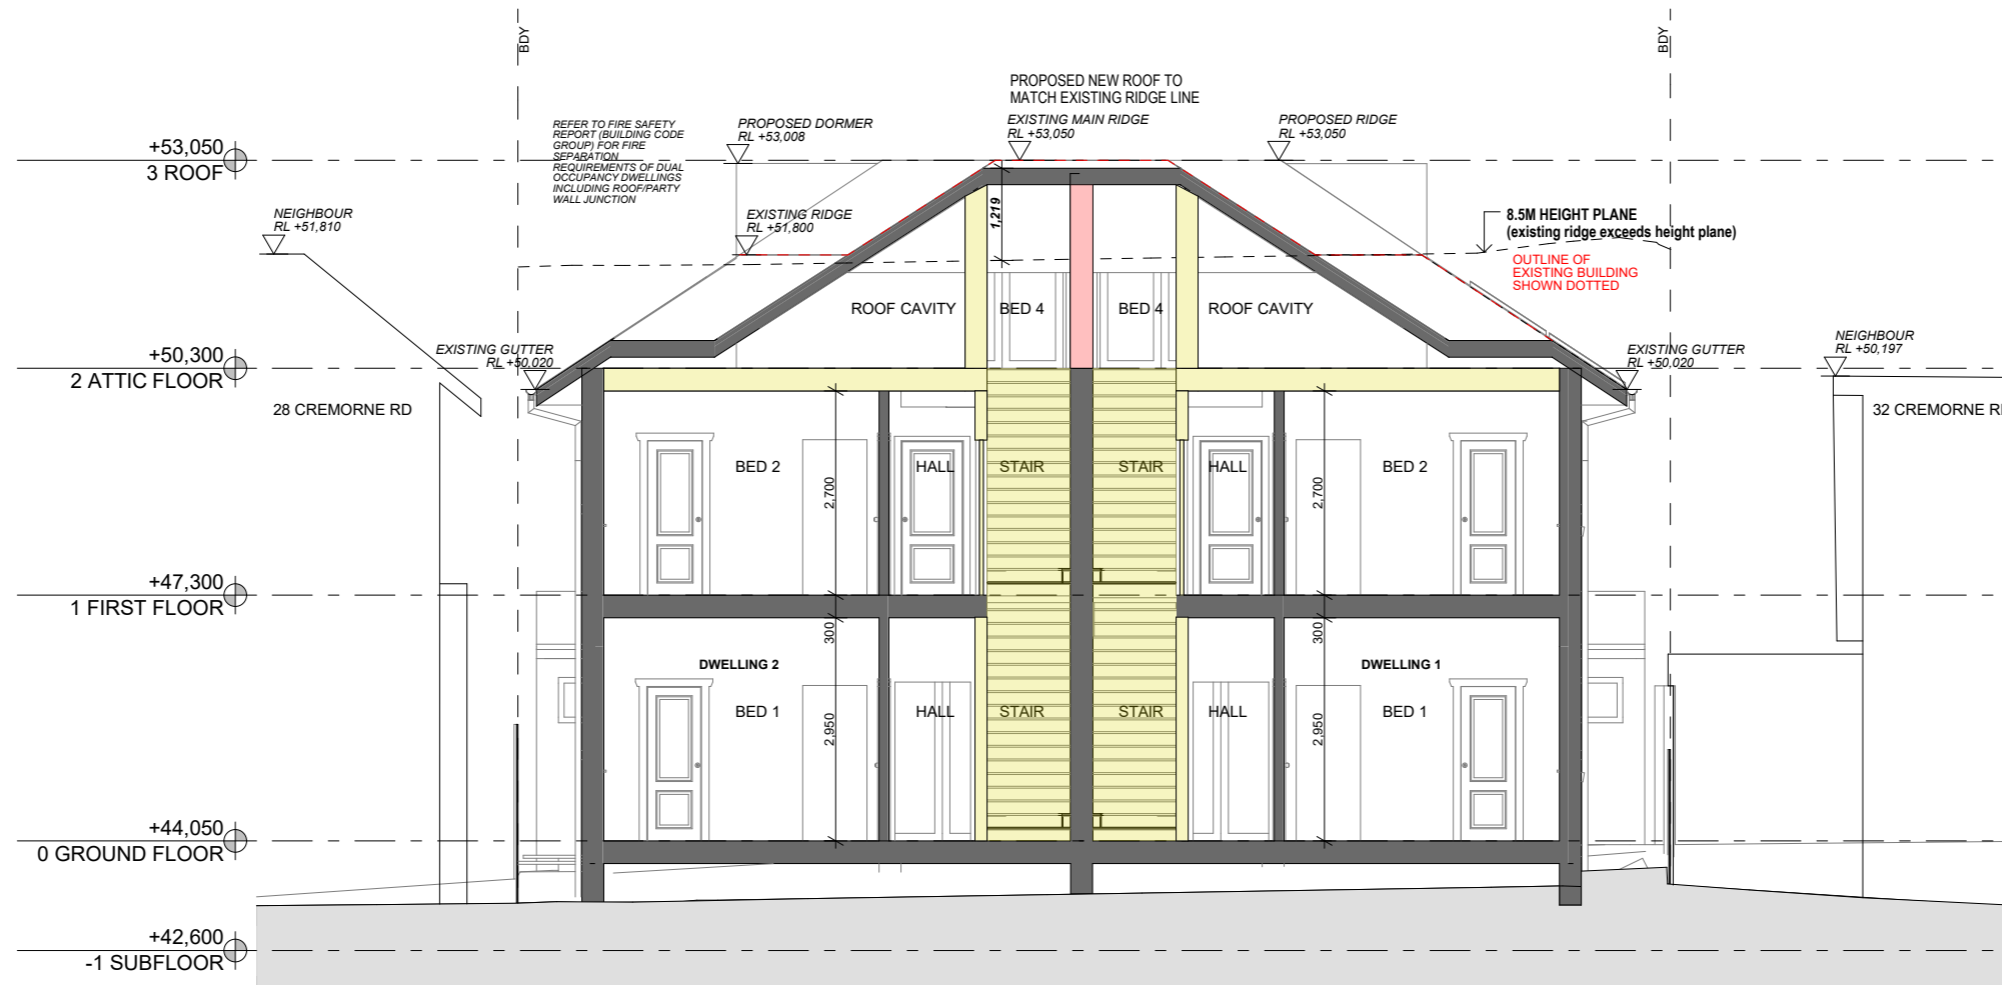 BDY
BDY
PROPOSED NEW ROOF TO
MATCH EXISTING RIDGE LINE
REFER TO FIRE SAFETY
REPORT (BUILDING CODE
GROUP) FOR FIRE
SEPARATION
REQUIREMENTS OF DUAL
OCCUPANCY DWELLINGS
INCLUDING ROOF/PARTY
WALL JUNCTION
PROPOSED DORMER
RL +53,008
EXISTING MAIN RIDGE
RL +53,050
PROPOSED RIDGE
RL +53,050
+53,050
3 ROOF
NEIGHBOUR
RL +51,810
EXISTING RIDGE
RL +51,800
1,219
8.5M HEIGHT PLANE
(existing ridge exceeds height plane)
OUTLINE OF
EXISTING BUILDING
SHOWN DOTTED
ROOF CAVITY
BED 4
BED 4
ROOF CAVITY
+50,300
2 ATTIC FLOOR
EXISTING GUTTER
RL +50,020
EXISTING GUTTER
RL +50,020
NEIGHBOUR
RL +50,197
28 CREMORNE RD
32 CREMORNE R
BED 2
HALL
STAIR
STAIR
HALL
BED 2
2,700
2,700
+47,300
1 FIRST FLOOR
300
300
DWELLING 2
DWELLING 1
BED 1
HALL
STAIR
STAIR
HALL
BED 1
2,950
2,950
+44,050
0 GROUND FLOOR
+42,600
-1 SUBFLOOR